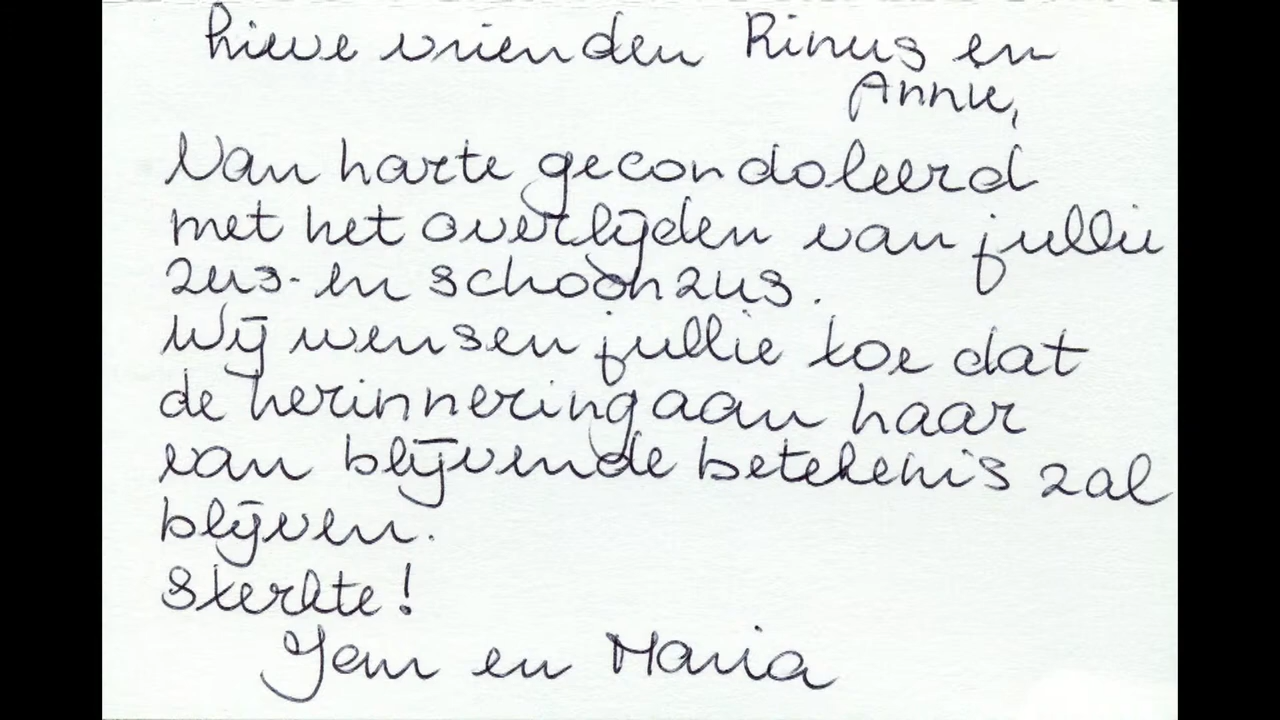 Lieve vrienden Rinus en
Annie,
Van harte gecondoleerd
met het overlijden van jullie
zus- en schoonzus.
Wij wensen jullie toe dat
de herinnering aan haar
van blijvende betekenis zal
blijven.
Sterkte!
Jan en Maria